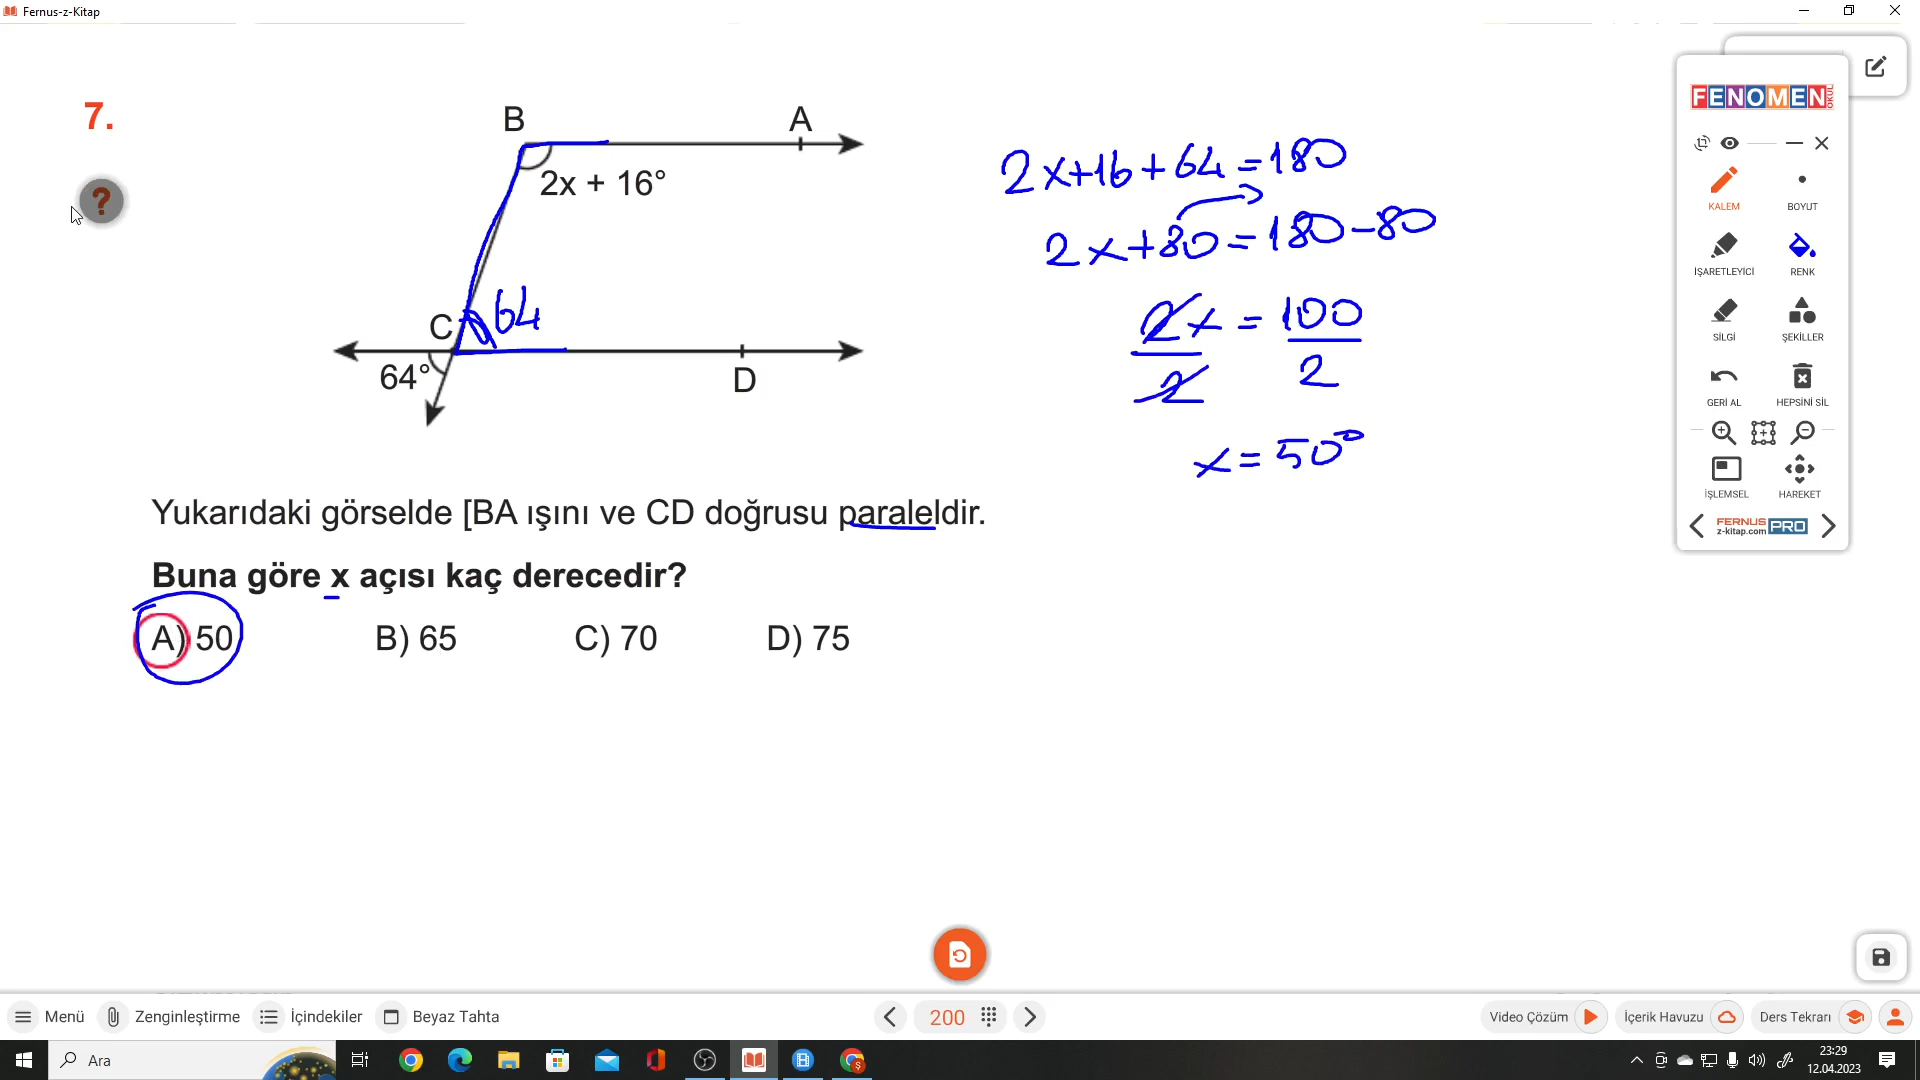 Fernus-z-Kitap
7.
B
A
2x + 16°
C
64
64°
D
2x+16+64=180
2x+80=180-80
2x = 100
2 2
x = 50°
Yukarıdaki görselde [BA ışını ve CD doğrusu paraleldir.
Buna göre x açısı kaç derecedir?
A) 50 B) 65 C) 70 D) 75
FENOMEN OKUL
KALEM BOYUT
İŞARETLEYİCİ RENK
SİLGİ ŞEKİLLER
GERİ AL HEPSİNİ SİL
İŞLEMSEL HAREKET
FERNUS
z-kitap.com PRO
?
Menü Zenginleştirme İçindekiler Beyaz Tahta 200 Video Çözüm İçerik Havuzu Ders Tekrarı
Ara
23:29
12.04.2023